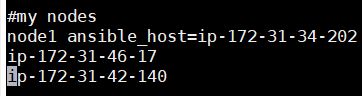 #my nodes
node1 ansible_host=ip-172-31-34-202
ip-172-31-46-17
ip-172-31-42-140